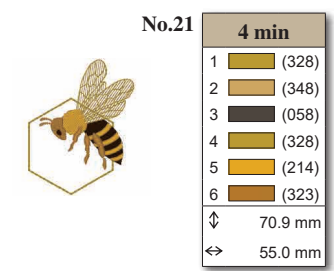 No.21
4 min
1 (328)
2 (348)
3 (058)
4 (328)
5 (214)
6 (323)
↕ 70.9 mm
↔ 55.0 mm